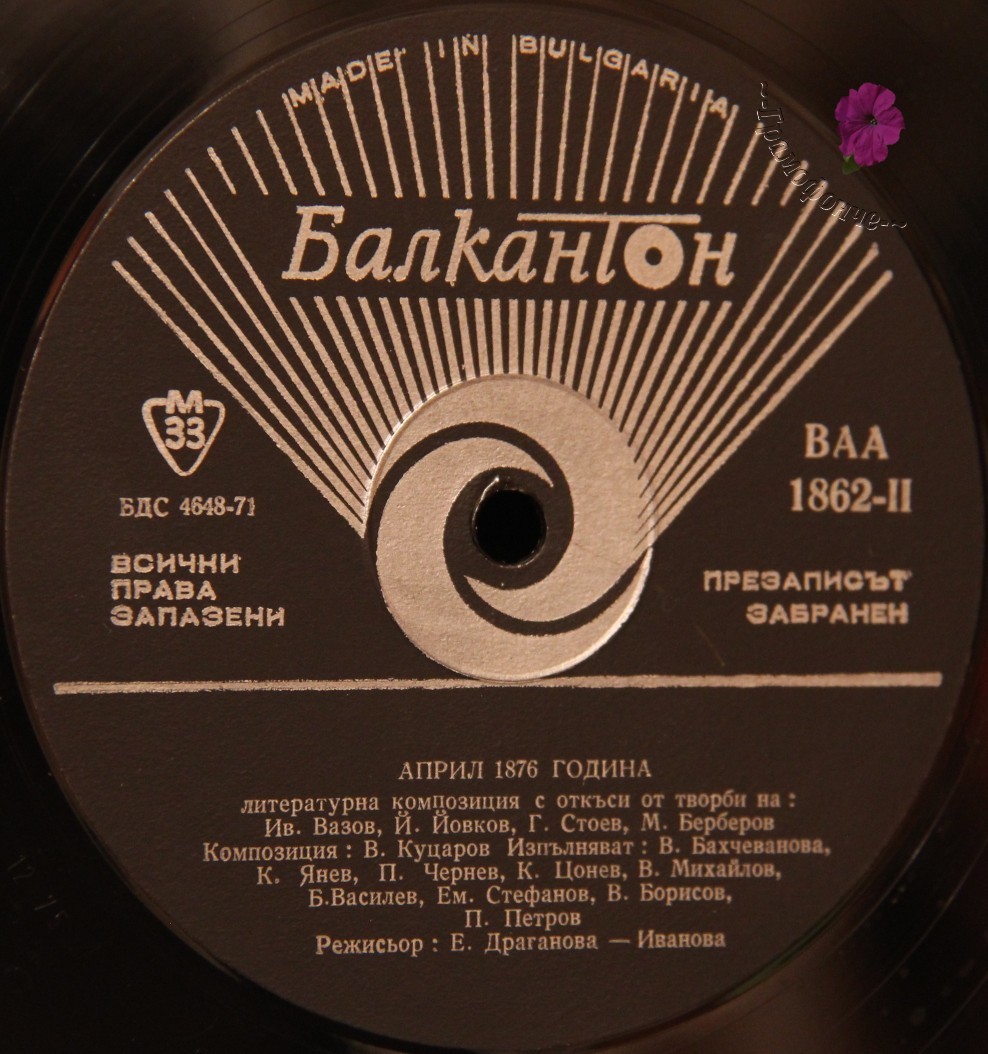 MADE IN BULGARIA
~~Грамофонче~~
Балкантон
М
33
БДС 4648-71
ВСИЧНИ
ПРАВА
ЗАПАЗЕНИ
ВАА
1862-II
ПРЕЗАПИСЪТ
ЗАБРАНЕН
АПРИЛ 1876 ГОДИНА
литературна композиция с откъси от творби на :
Ив. Вазов, Й. Йовков, Г. Стоев, М. Берберов
Композиция : В. Куцаров Изпълняват : В. Бахчеванова,
К. Янев, П. Чернев, К. Цонев, В. Михайлов,
Б.Василев, Ем. Стефанов, В. Борисов,
П. Петров
Режисьор : Е. Драганова — Иванова